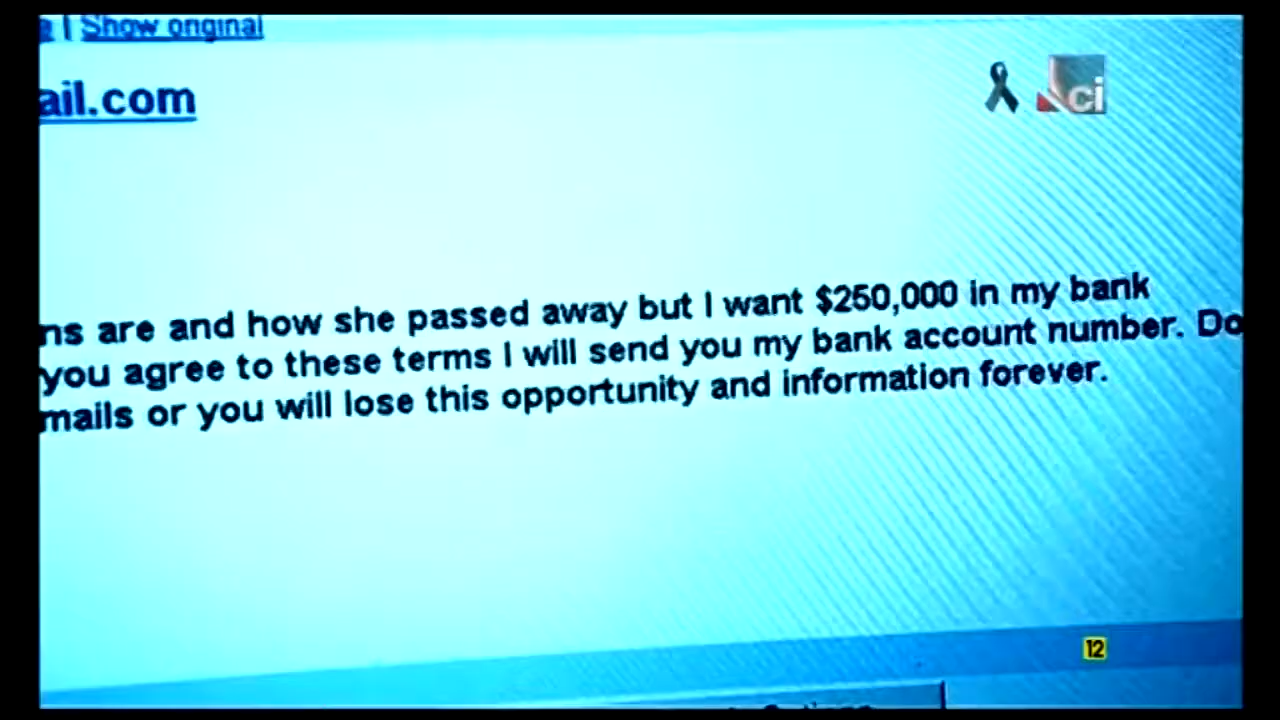 | Show original
ail.com
ci
ns are and how she passed away but I want $250,000 in my bank
you agree to these terms I will send you my bank account number. Do
mails or you will lose this opportunity and information forever.
12